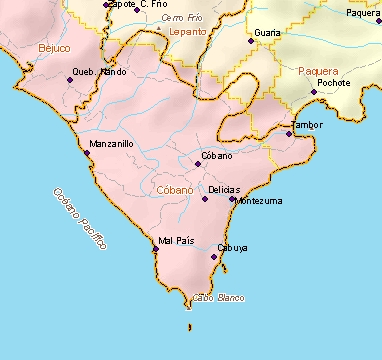 Zapote
C. Frío
Cerro Frío
Lepanto
Guaria
Paquera
Béjuco
Queb. Nando
Paquera
Pochote
Tambor
Manzanillo
Cóbano
Cóbano
Delicias
Montezuma
Océano Pacífico
Mal País
Cabuya
Cabo Blanco